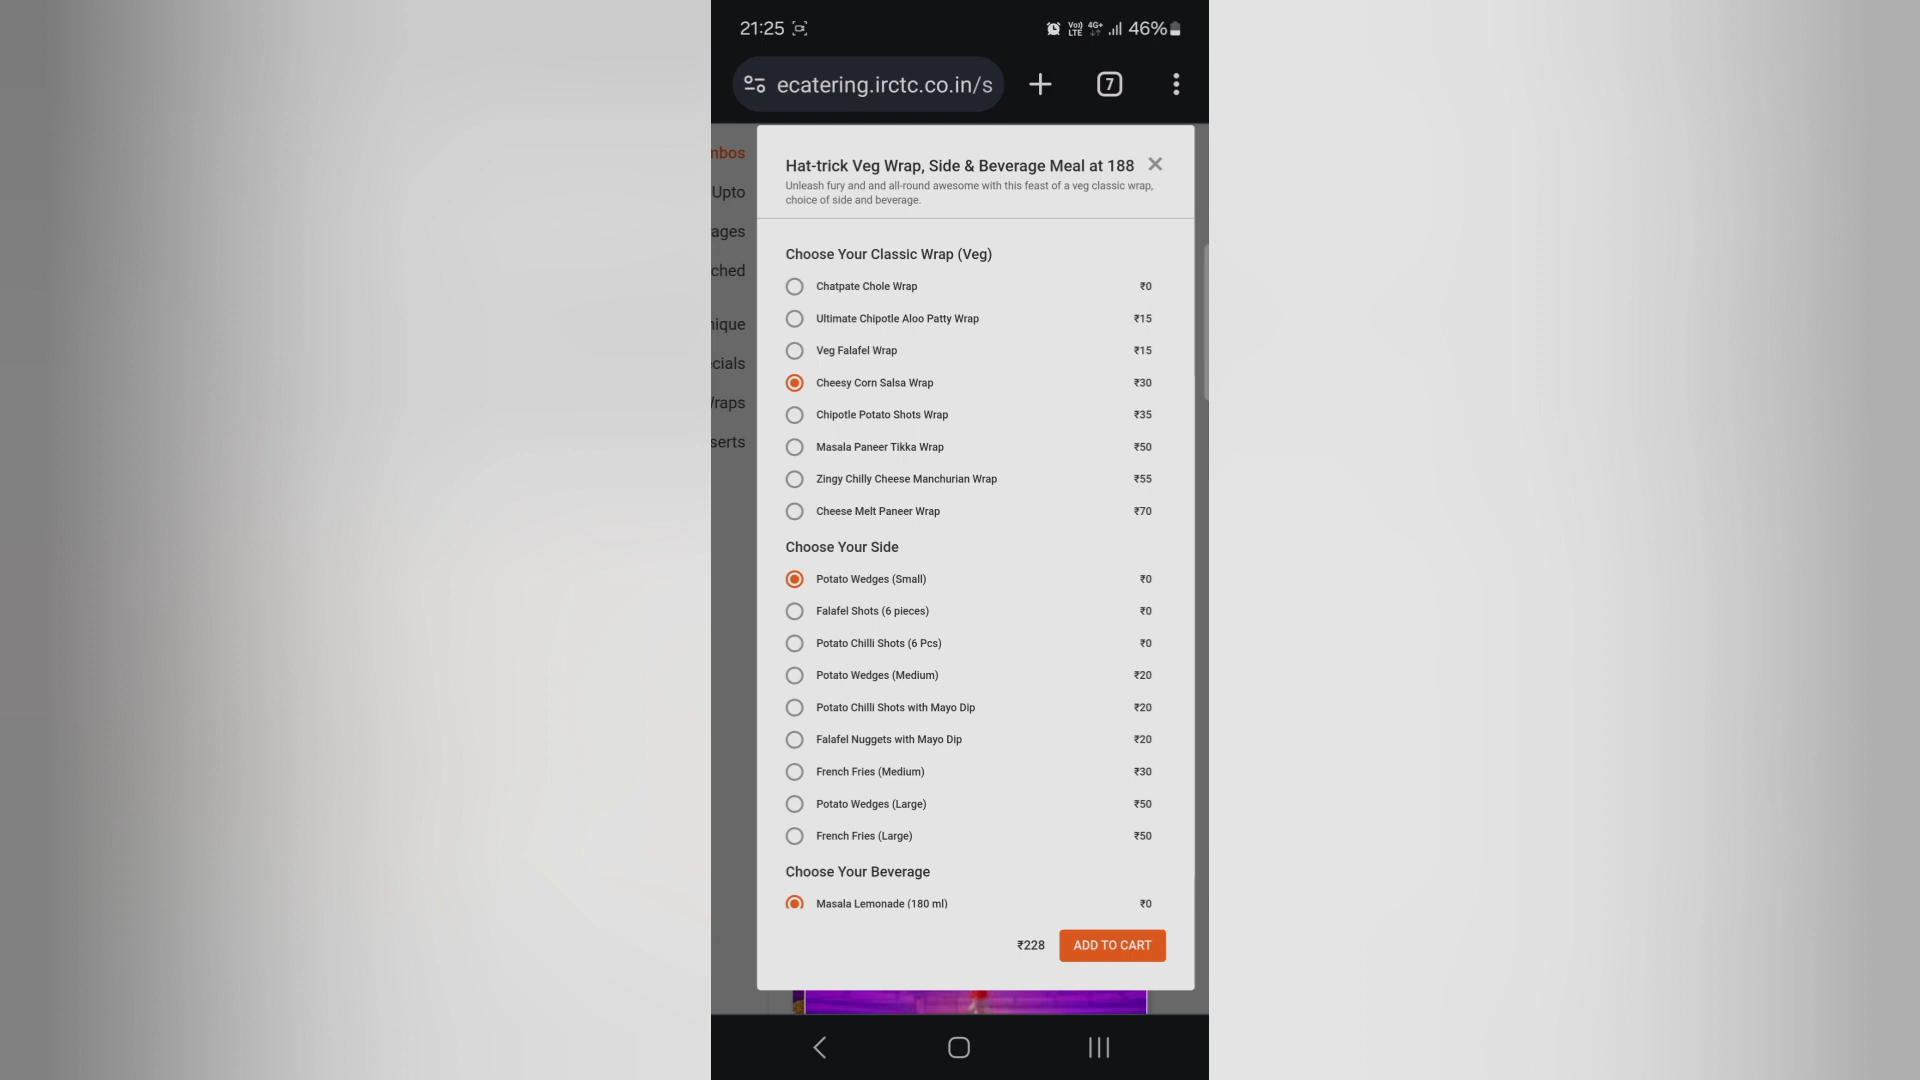 21:25
Vo))
LTE
4G+
46%
ecatering.irctc.co.in/s
7
mbos
Upto
ages
ched
nique
cials
Wraps
serts
Hat-trick Veg Wrap, Side & Beverage Meal at 188
Unleash fury and and all-round awesome with this feast of a veg classic wrap,
choice of side and beverage.
Choose Your Classic Wrap (Veg)
Chatpate Chole Wrap ₹0
Ultimate Chipotle Aloo Patty Wrap ₹15
Veg Falafel Wrap ₹15
Cheesy Corn Salsa Wrap ₹30
Chipotle Potato Shots Wrap ₹35
Masala Paneer Tikka Wrap ₹50
Zingy Chilly Cheese Manchurian Wrap ₹55
Cheese Melt Paneer Wrap ₹70
Choose Your Side
Potato Wedges (Small) ₹0
Falafel Shots (6 pieces) ₹0
Potato Chilli Shots (6 Pcs) ₹0
Potato Wedges (Medium) ₹20
Potato Chilli Shots with Mayo Dip ₹20
Falafel Nuggets with Mayo Dip ₹20
French Fries (Medium) ₹30
Potato Wedges (Large) ₹50
French Fries (Large) ₹50
Choose Your Beverage
Masala Lemonade (180 ml) ₹0
₹228 ADD TO CART